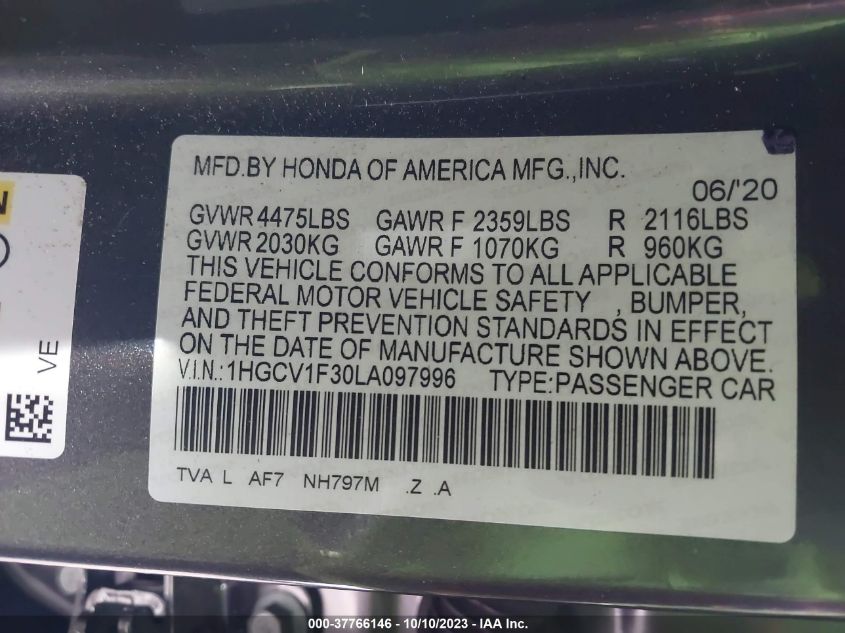 MFD.BY HONDA OF AMERICA MFG.,INC.
06/'20
GVWR 4475LBS GAWR F 2359LBS R 2116LBS
GVWR 2030KG GAWR F 1070KG R 960KG
THIS VEHICLE CONFORMS TO ALL APPLICABLE
FEDERAL MOTOR VEHICLE SAFETY , BUMPER,
AND THEFT PREVENTION STANDARDS IN EFFECT
ON THE DATE OF MANUFACTURE SHOWN ABOVE.
V.I.N.: 1HGCV1F30LA097996 TYPE:PASSENGER CAR
TVA L AF7 NH797M .Z .A
VE
000-37766146 - 10/10/2023 - IAA Inc.